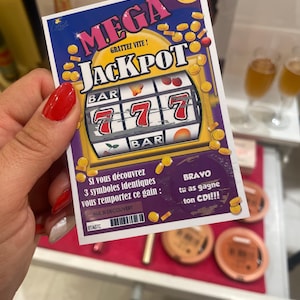 MEGA
GRATTEZ VITE !
JACKPOT
BAR
7 7 7
BAR
Si vous découvrez
3 symboles identiques
vous remportez ce gain :
BRAVO
tu as gagné
ton CDI!!!